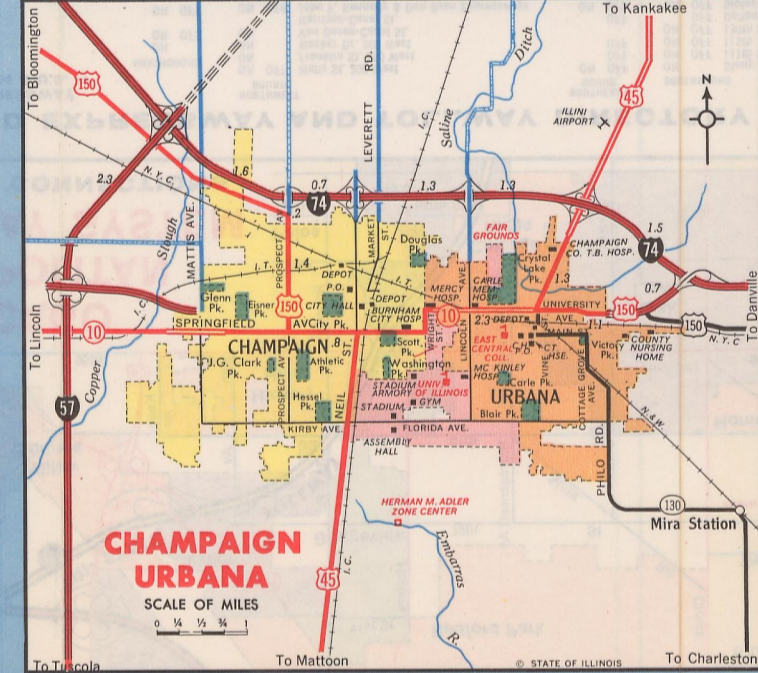 To Kankakee
To Bloomington
150
LEVERETT RD.
I.C.
Saline
Ditch
45
ILLINI
AIRPORT
N
2.3
N.Y.C.
1.6
0.7
74
1.3
1.3
.2
1.5
74
MATTIS AVE.
Slough
PROSPECT
MARKET ST.
Douglas
Pk.
FAIR
GROUNDS
CHAMPAIGN
CO. T.B. HOSP.
Crystal
Lake
Pk.
I.T.
1.4
DEPOT
P.O.
I.T.
MERCY
HOSP.
AVE.
CARLE
MEM.
HOSP.
1.3
0.7
To Danville
I.C.
Glenn
Pk.
Eisner
Pk.
150
CITY HALL
DEPOT
BURNHAM
CITY HOSP.
10
2.3
DEPOT
UNIVERSITY
AVE.
150
150
N.Y.C
To Lincoln
10
SPRINGFIELD
AV
City Pk.
WRIGHT ST.
LINCOLN
MAIN
1.1
CHAMPAIGN
.8
ST.
Scott
Pk.
EAST
CENTRAL
COLL.
P.O.
CT.
HSE.
VINE
Victory
Pk.
COUNTY
NURSING
HOME
J.G. Clark
Pk.
Athletic
Pk.
Washington
Pk.
MC KINLEY
HOSP.
Copper
PROSPECT AV
STADIUM
ARMORY
UNIV.
OF ILLINOIS
Carle Pk.
COTTAGE GROVE
AVE.
57
Hessel
Pk.
NEIL
STADIUM
GYM
URBANA
Blair Pk.
N.&W
KIRBY AVE.
FLORIDA AVE.
ASSEMBLY
HALL
PHILO RD.
HERMAN M. ADLER
ZONE CENTER
130
Mira Station
CHAMPAIGN
URBANA
Embarras
R.
SCALE OF MILES
0 ¼ ½ ¾ 1
45
I.C.
To Tuscola
To Mattoon
© STATE OF ILLINOIS
To Charleston